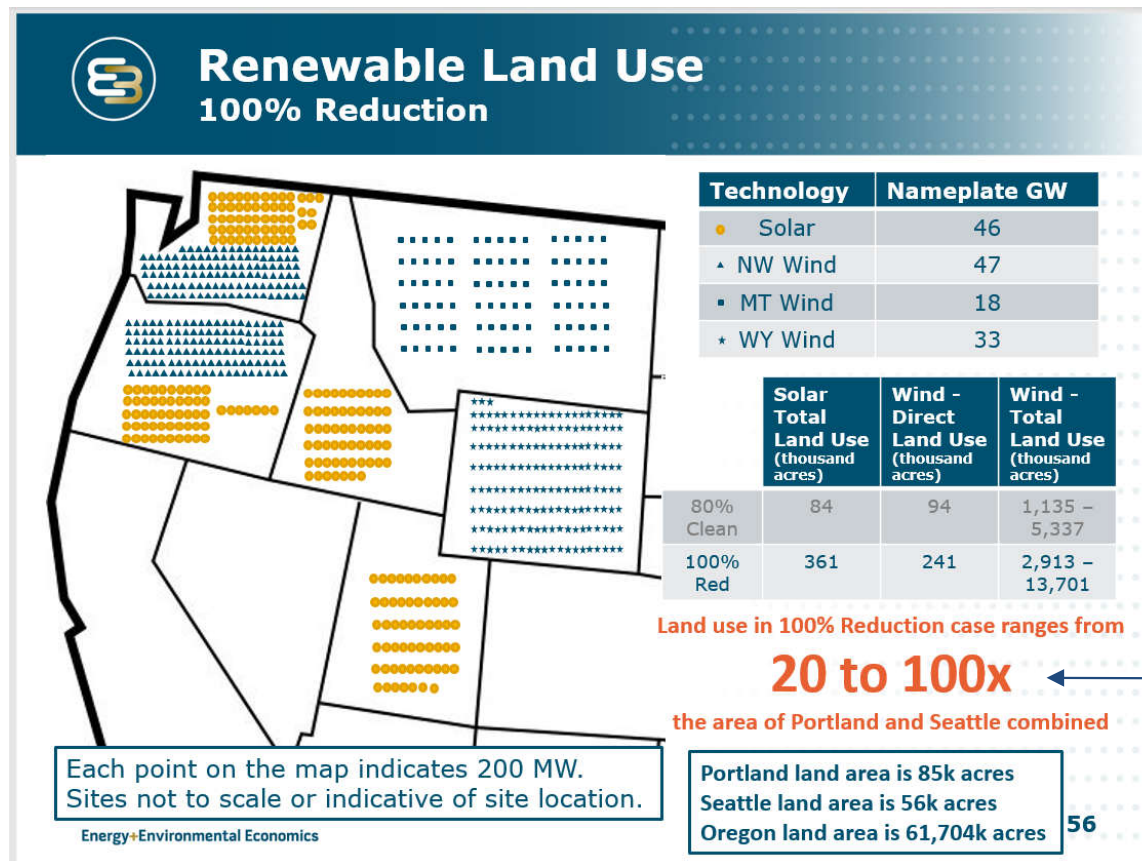 Renewable Land Use
100% Reduction
Technology Nameplate GW
Solar 46
NW Wind 47
MT Wind 18
WY Wind 33
Solar Total Land Use (thousand acres)
Wind - Direct Land Use (thousand acres)
Wind - Total Land Use (thousand acres)
80% Clean 84 94 1,135 – 5,337
100% Red 361 241 2,913 – 13,701
Land use in 100% Reduction case ranges from
20 to 100x
the area of Portland and Seattle combined
Each point on the map indicates 200 MW.
Sites not to scale or indicative of site location.
Portland land area is 85k acres
Seattle land area is 56k acres
Oregon land area is 61,704k acres
Energy+Environmental Economics
56